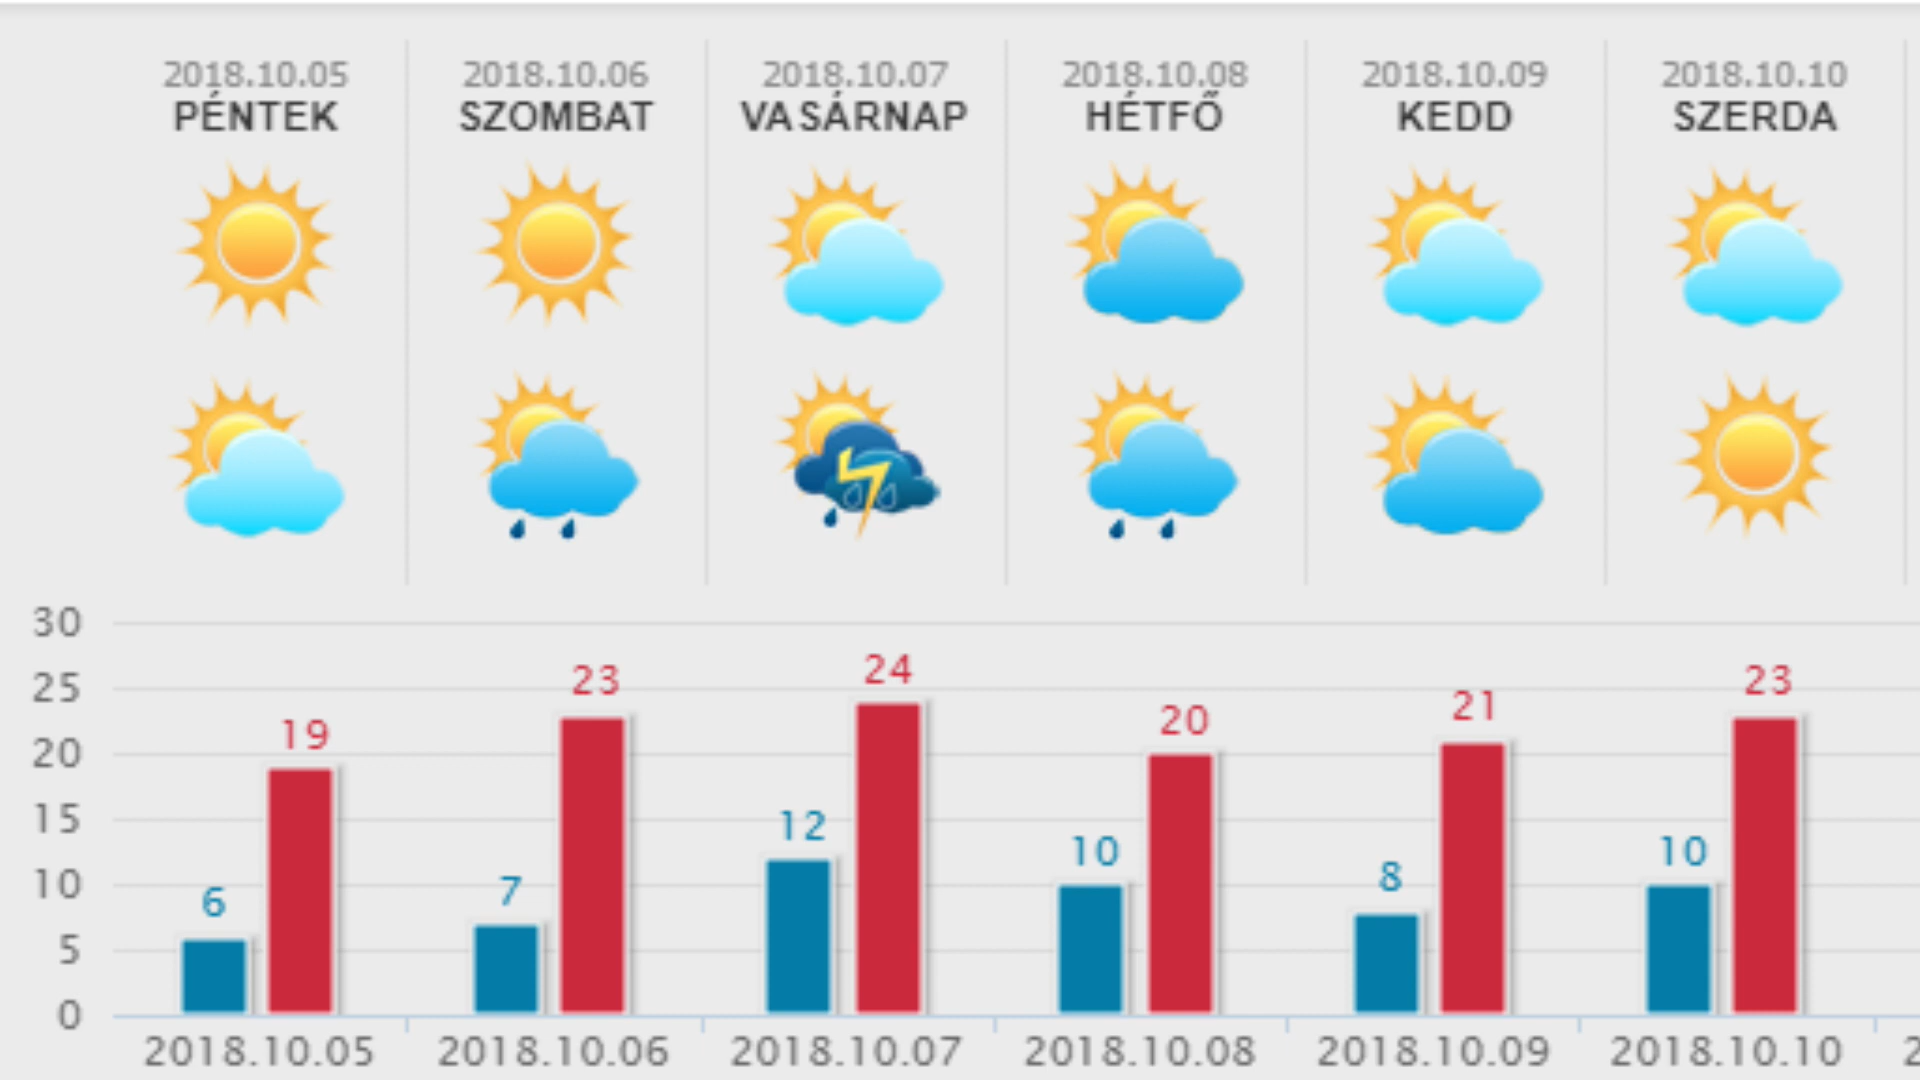 2018.10.05 2018.10.06 2018.10.07 2018.10.08 2018.10.09 2018.10.10
PÉNTEK SZOMBAT VASÁRNAP HÉTFŐ KEDD SZERDA
30
25
20
15
10
5
0
6 19 7 23 12 24 10 20 8 21 10 23
2018.10.05 2018.10.06 2018.10.07 2018.10.08 2018.10.09 2018.10.10